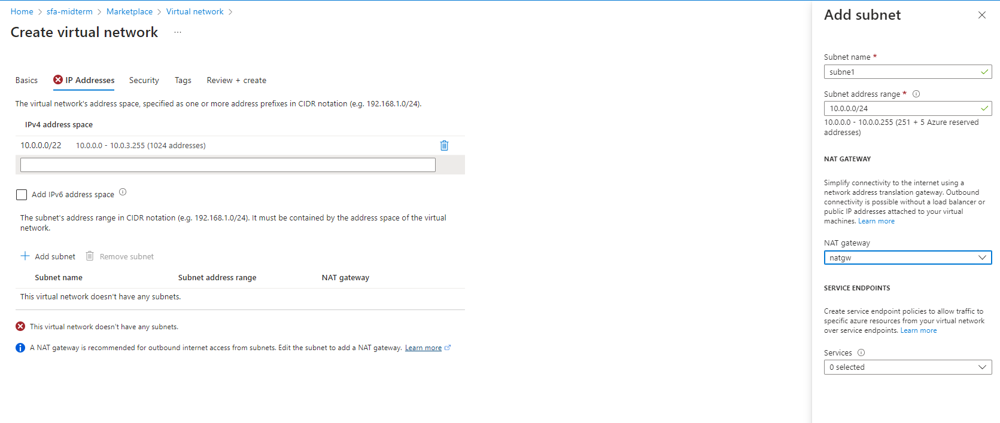 Home > sfa-midterm > Marketplace > Virtual network >
Create virtual network ...
Basics IP Addresses Security Tags Review + create
The virtual network's address space, specified as one or more address prefixes in CIDR notation (e.g. 192.168.1.0/24).
IPv4 address space
10.0.0.0/22 10.0.0.0 - 10.0.3.255 (1024 addresses)
Add IPv6 address space
The subnet's address range in CIDR notation (e.g. 192.168.1.0/24). It must be contained by the address space of the virtual
network.
+ Add subnet Remove subnet
Subnet name Subnet address range NAT gateway
This virtual network doesn't have any subnets.
This virtual network doesn't have any subnets.
A NAT gateway is recommended for outbound internet access from subnets. Edit the subnet to add a NAT gateway. Learn more
Add subnet
Subnet name *
subne1
Subnet address range *
10.0.0.0/24
10.0.0.0 - 10.0.0.255 (251 + 5 Azure reserved
addresses)
NAT GATEWAY
Simplify connectivity to the internet using a
network address translation gateway. Outbound
connectivity is possible without a load balancer or
public IP addresses attached to your virtual
machines. Learn more
NAT gateway
natgw
SERVICE ENDPOINTS
Create service endpoint policies to allow traffic to
specific azure resources from your virtual network
over service endpoints. Learn more
Services
0 selected